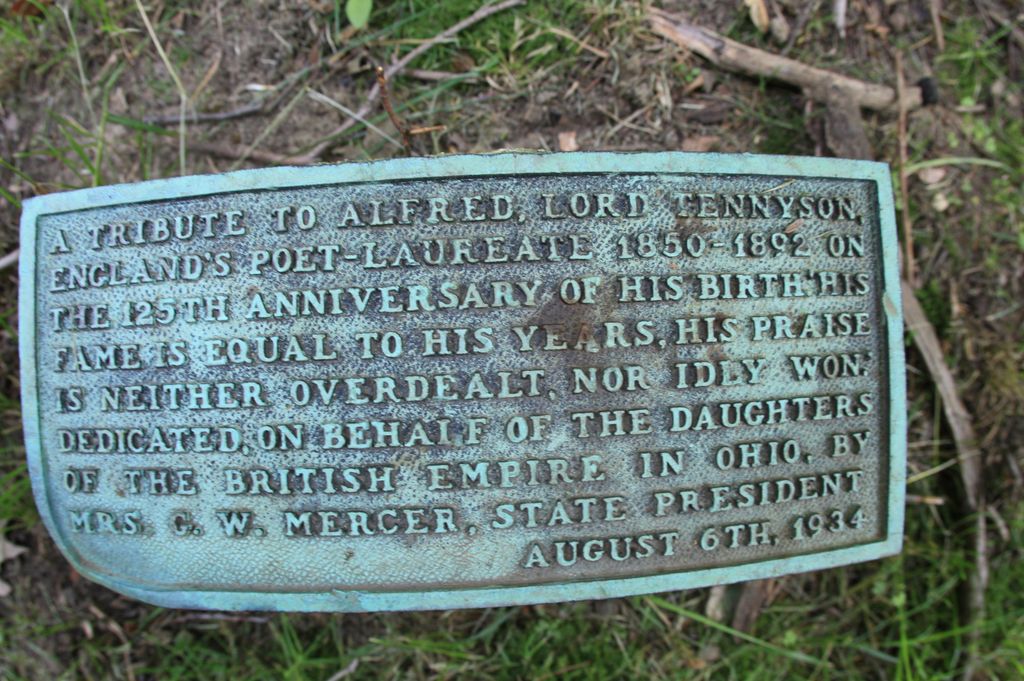 A TRIBUTE TO ALFRED, LORD TENNYSON,
ENGLAND'S POET-LAUREATE 1850-1892 ON
THE 125TH ANNIVERSARY OF HIS BIRTH. HIS
FAME IS EQUAL TO HIS YEARS, HIS PRAISE
IS NEITHER OVERDEALT, NOR IDLY WON.
DEDICATED, ON BEHALF OF THE DAUGHTERS
OF THE BRITISH EMPIRE IN OHIO, BY
MRS. G. W. MERCER, STATE PRESIDENT
AUGUST 6TH, 1934